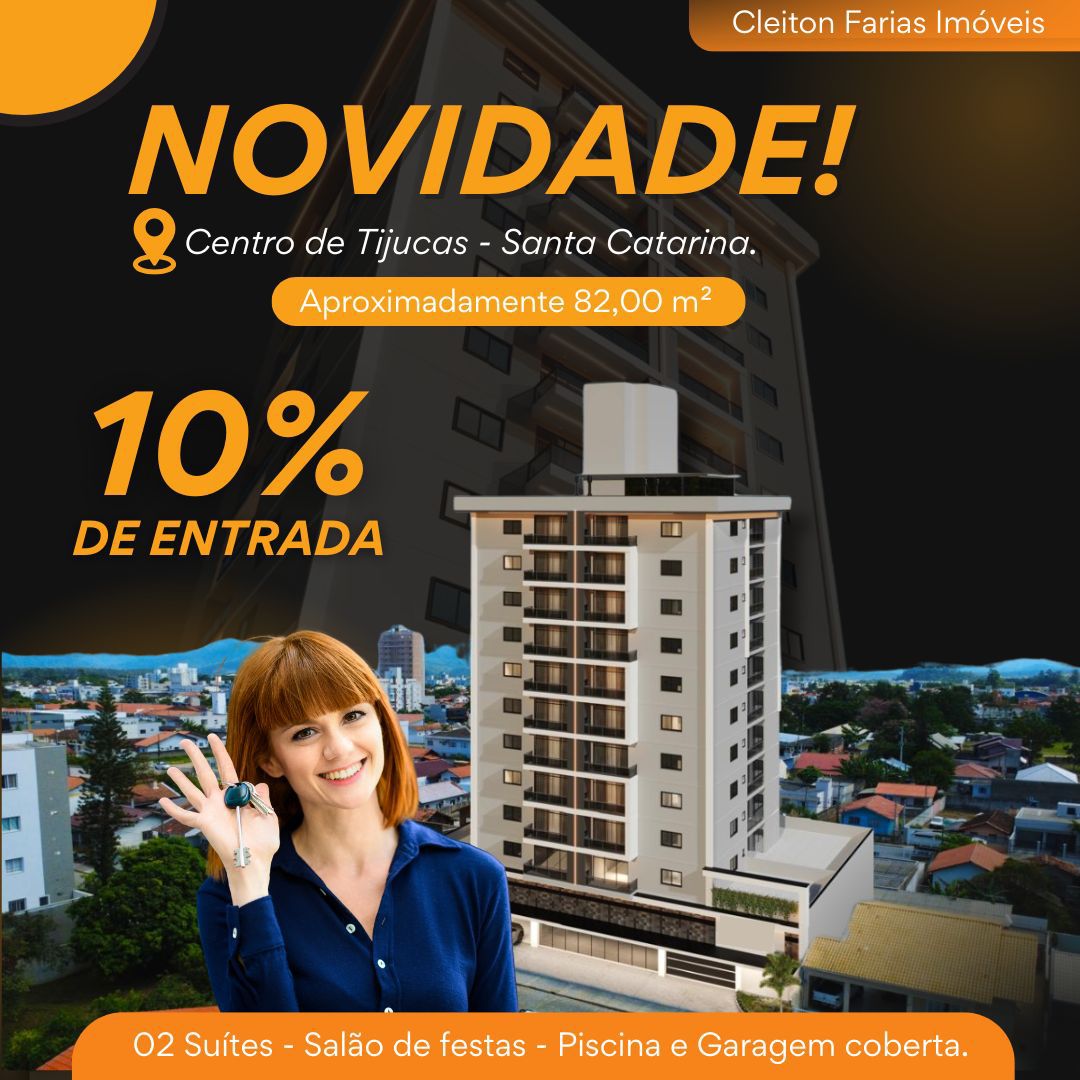 Cleiton Farias Imóveis
NOVIDADE!
Centro de Tijucas - Santa Catarina.
Aproximadamente 82,00 m²
10%
DE ENTRADA
02 Suítes - Salão de festas - Piscina e Garagem coberta.